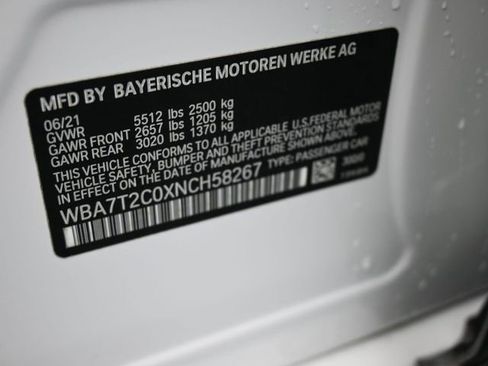 MFD BY BAYERISCHE MOTOREN WERKE AG
06/21
GVWR 5512 lbs 2500 kg
GAWR FRONT 2657 lbs 1205 kg
GAWR REAR 3020 lbs 1370 kg
THIS VEHICLE CONFORMS TO ALL APPLICABLE U.S.FEDERAL MOTOR
VEHICLE SAFETY, BUMPER AND THEFT PREVENTION STANDARDS
IN EFFECT ON THE DATE OF MANUFACTURE SHOWN ABOVE.
WBA7T2C0XNCH58267 TYPE: PASSENGER CAR